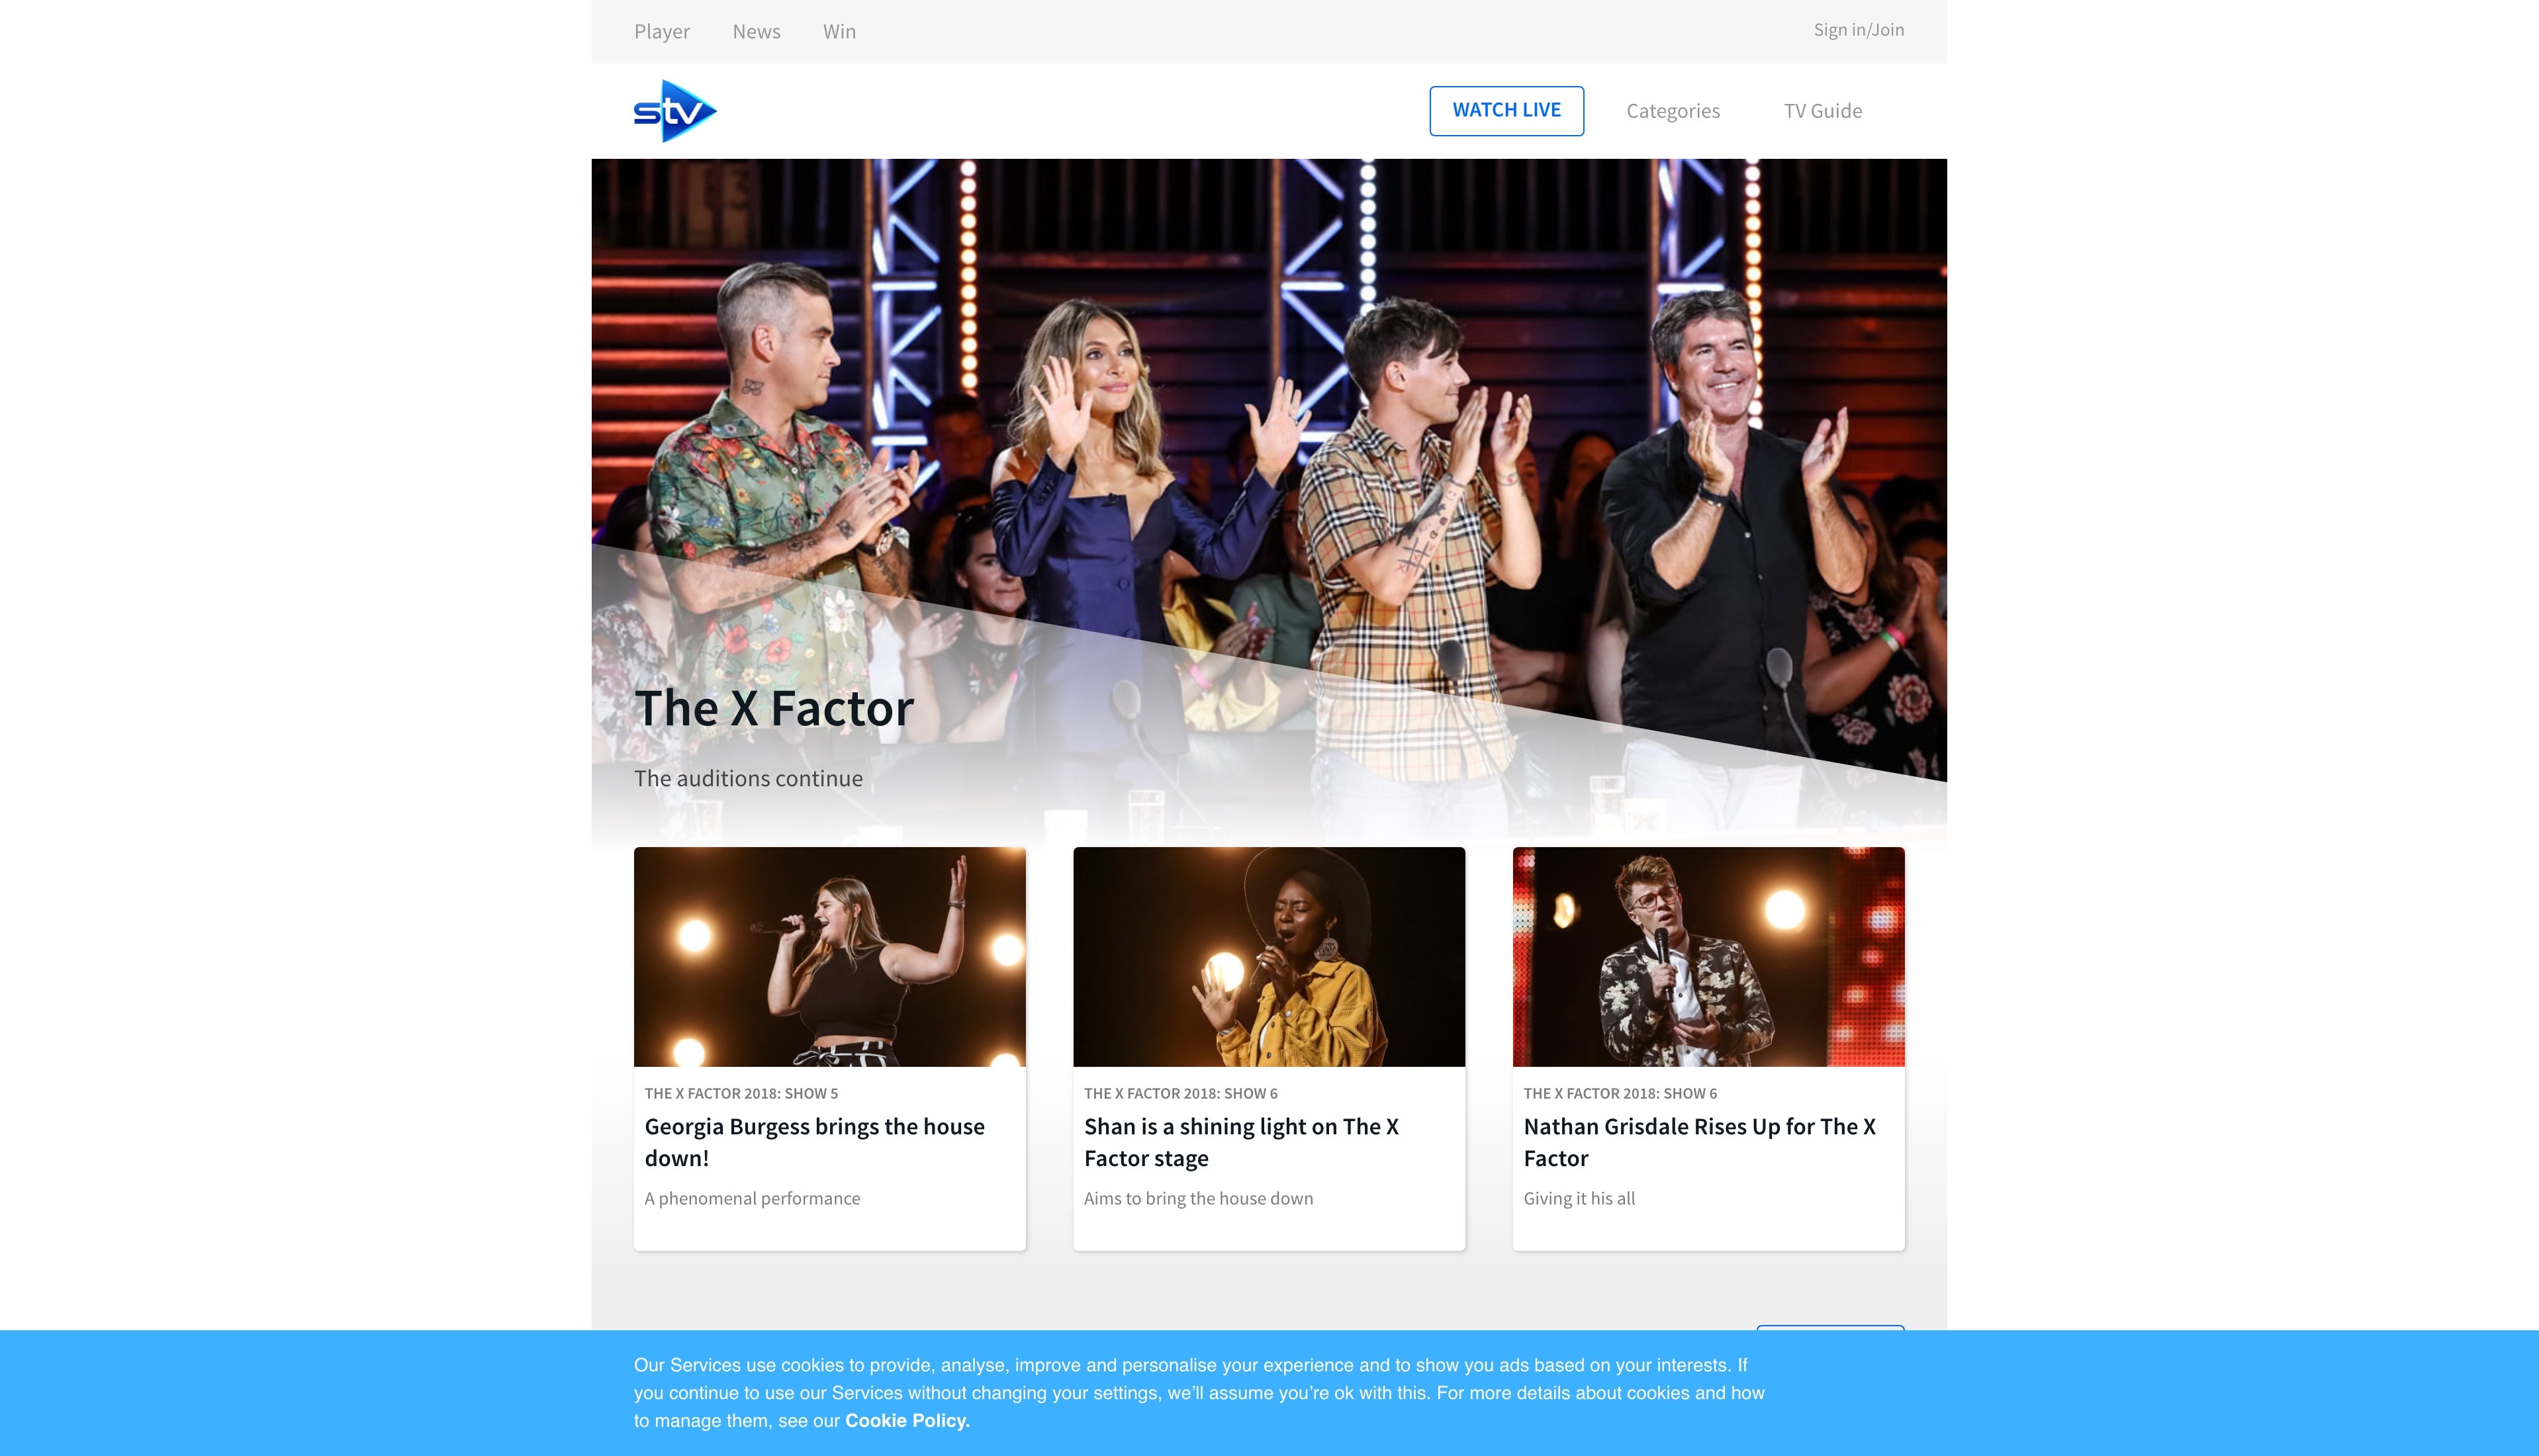 Player News Win Sign in/Join
stv WATCH LIVE Categories TV Guide
The X Factor
The auditions continue
THE X FACTOR 2018: SHOW 5
Georgia Burgess brings the house
down!
A phenomenal performance
THE X FACTOR 2018: SHOW 6
Shan is a shining light on The X
Factor stage
Aims to bring the house down
THE X FACTOR 2018: SHOW 6
Nathan Grisdale Rises Up for The X
Factor
Giving it his all
Our Services use cookies to provide, analyse, improve and personalise your experience and to show you ads based on your interests. If
you continue to use our Services without changing your settings, we’ll assume you’re ok with this. For more details about cookies and how
to manage them, see our Cookie Policy.